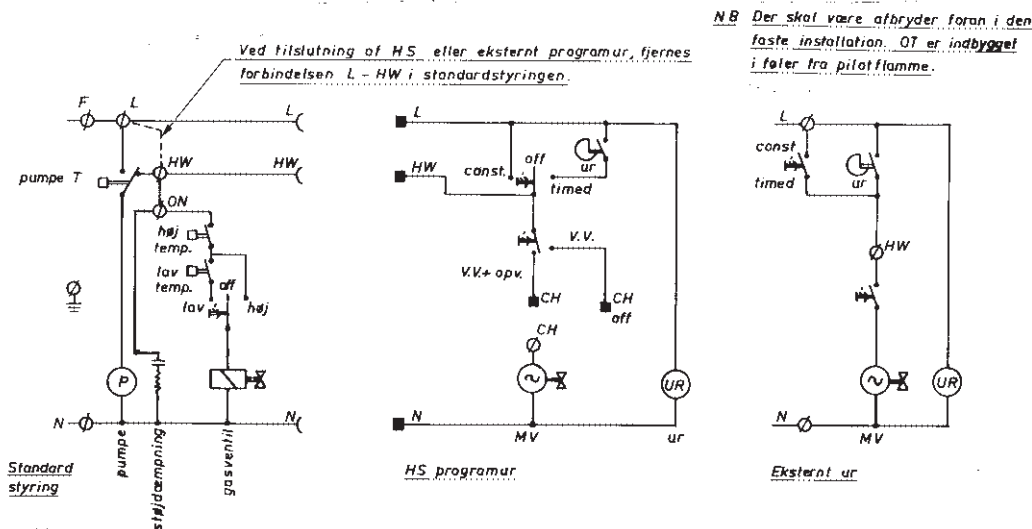 NB Der skal være afbryder foran i den
faste installation. OT er indbygget
i føler fra pilotflamme.
Ved tilslutning af HS eller eksternt programur, fjernes
forbindelsen L - HW i standardstyringen.
F
L
L
HW
HW
pumpe T
ON
høj
temp.
lav
temp.
off
lav
høj
P
N
N
pumpe
støjdæmpning
gasventil
Standard
styring
L
HW
const.
off
timed
ur
V.V.
V.V.+ opv.
CH
CH
off
CH
UR
N
MV
ur
HS programur
L
const
timed
ur
HW
UR
N
MV
Eksternt ur